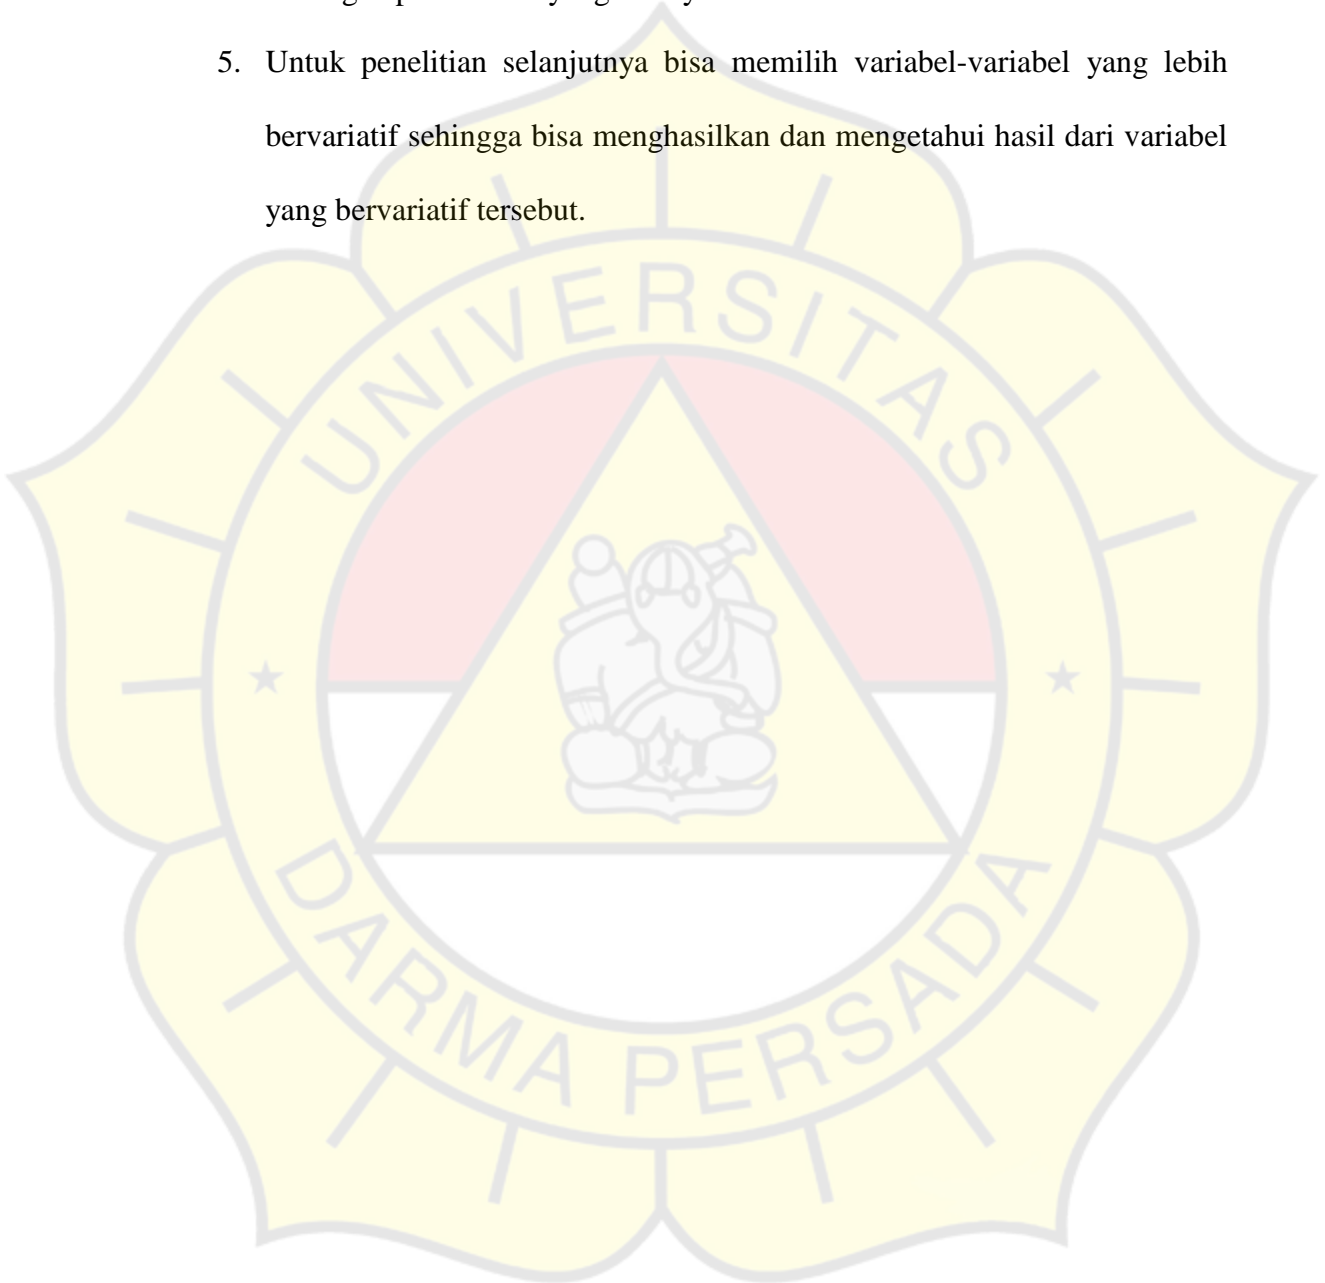 5. Untuk penelitian selanjutnya bisa memilih variabel-variabel yang lebih
bervariatif sehingga bisa menghasilkan dan mengetahui hasil dari variabel
yang bervariatif tersebut.
UNIVERSITAS
DARMA PERSADA